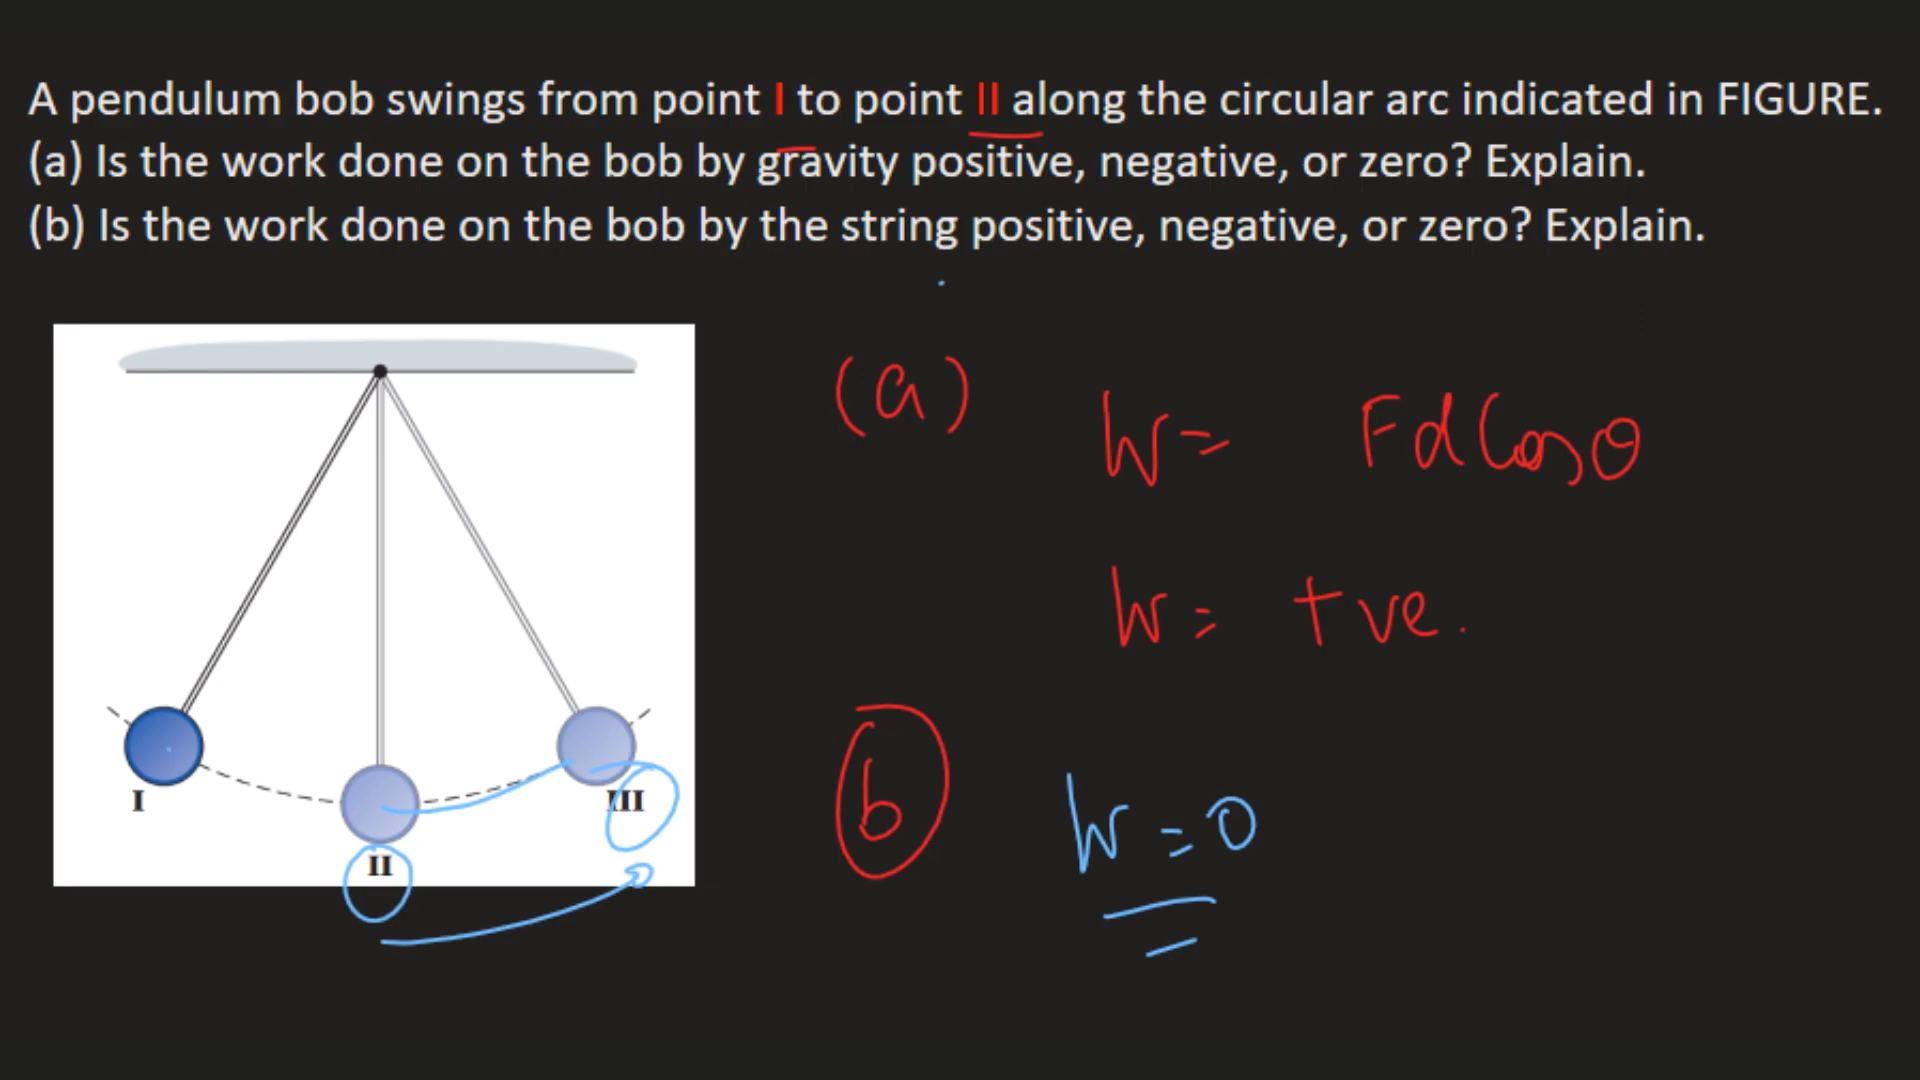 A pendulum bob swings from point I to point II along the circular arc indicated in FIGURE.
(a) Is the work done on the bob by gravity positive, negative, or zero? Explain.
(b) Is the work done on the bob by the string positive, negative, or zero? Explain.
(a) W= Fd Cos θ
W= +ve.
b W=0
I
III
II